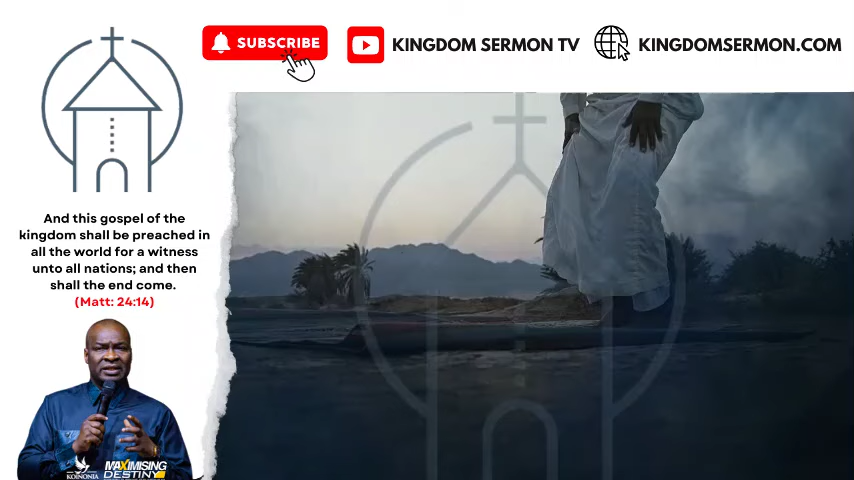 SUBSCRIBE
KINGDOM SERMON TV
KINGDOMSERMON.COM
And this gospel of the
kingdom shall be preached in
all the world for a witness
unto all nations; and then
shall the end come.
(Matt: 24:14)
KOINONIA
MAXIMISING
DESTINY